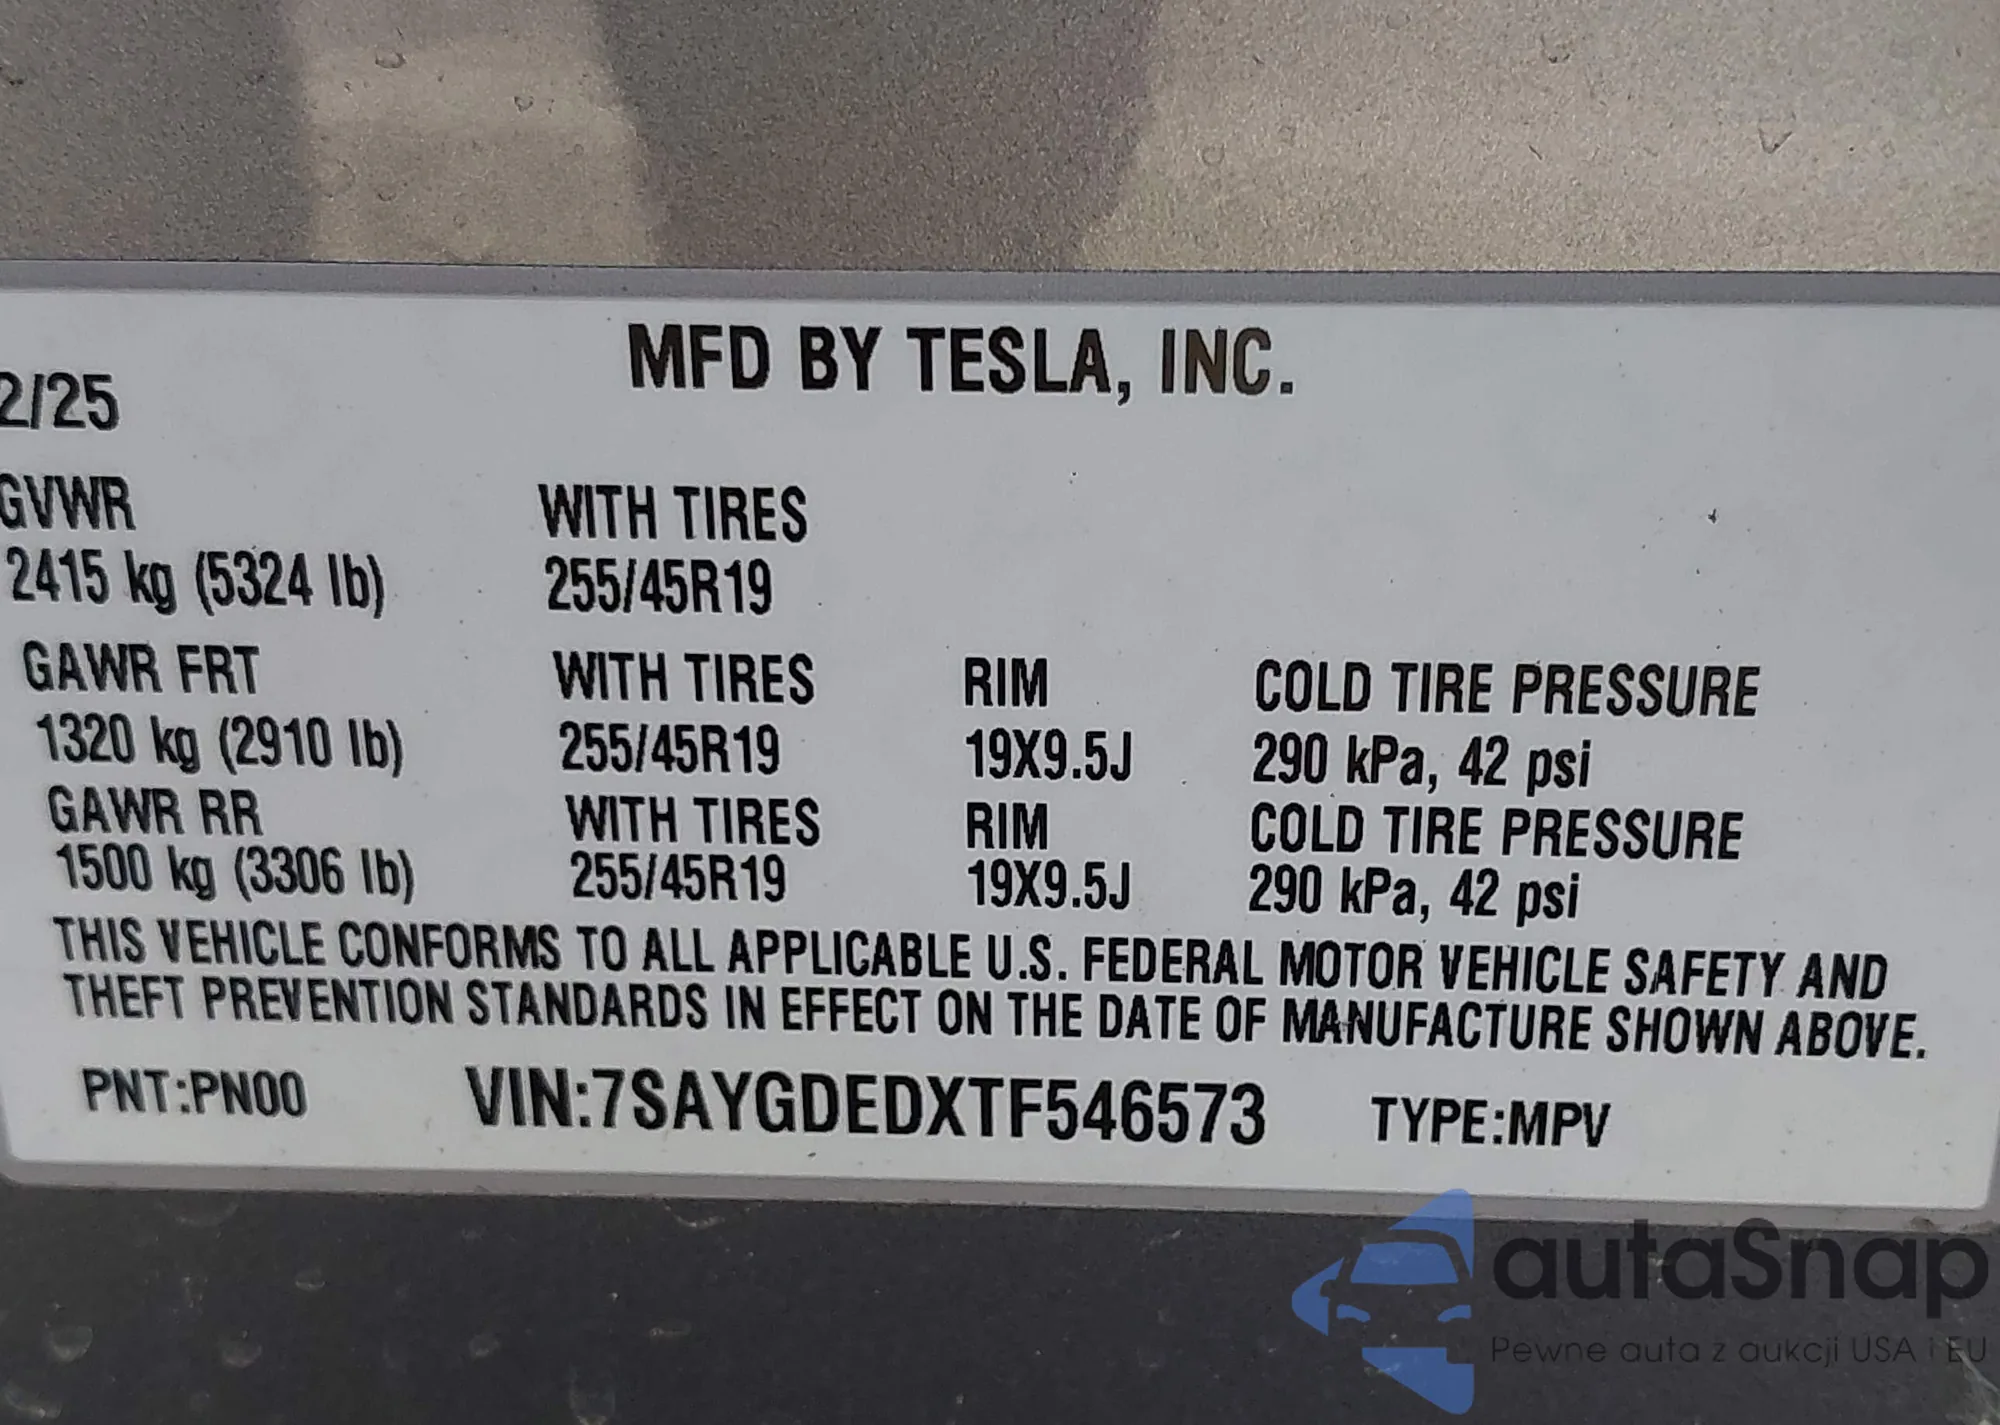 MFD BY TESLA, INC.
2/25
GVWR WITH TIRES
2415 kg (5324 lb) 255/45R19
GAWR FRT WITH TIRES RIM COLD TIRE PRESSURE
1320 kg (2910 lb) 255/45R19 19X9.5J 290 kPa, 42 psi
GAWR RR WITH TIRES RIM COLD TIRE PRESSURE
1500 kg (3306 lb) 255/45R19 19X9.5J 290 kPa, 42 psi
THIS VEHICLE CONFORMS TO ALL APPLICABLE U.S. FEDERAL MOTOR VEHICLE SAFETY AND
THEFT PREVENTION STANDARDS IN EFFECT ON THE DATE OF MANUFACTURE SHOWN ABOVE.
PNT:PN00 VIN:7SAYGDEDXTF546573 TYPE:MPV
autaSnap
Pewne auta z aukcji USA i EU